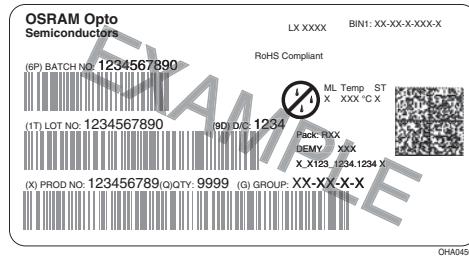 OSRAM Opto
Semiconductors
LX XXXX
BIN1: XX-XX-X-XXX-X
RoHS Compliant
(6P) BATCH NO: 1234567890
ML Temp ST
X XXX °C X
(1T) LOT NO: 1234567890
(9D) D/C: 1234
Pack: RXX
DEMY XXX
X_X123_1234.1234 X
(X) PROD NO: 123456789
(Q)QTY: 9999
(G) GROUP: XX-XX-X-X
EXAMPLE